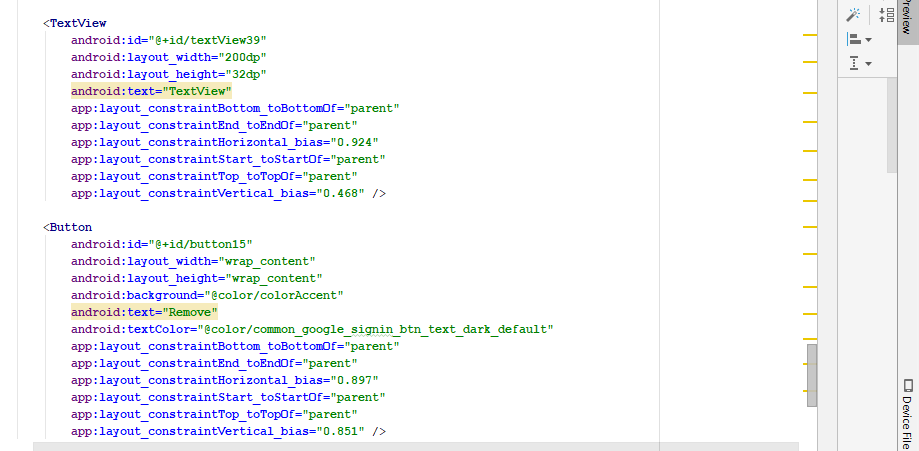 <TextView
android:id="@+id/textView39"
android:layout_width="200dp"
android:layout_height="32dp"
android:text="TextView"
app:layout_constraintBottom_toBottomOf="parent"
app:layout_constraintEnd_toEndOf="parent"
app:layout_constraintHorizontal_bias="0.924"
app:layout_constraintStart_toStartOf="parent"
app:layout_constraintTop_toTopOf="parent"
app:layout_constraintVertical_bias="0.468" />
<Button
android:id="@+id/button15"
android:layout_width="wrap_content"
android:layout_height="wrap_content"
android:background="@color/colorAccent"
android:text="Remove"
android:textColor="@color/common_google_signin_btn_text_dark_default"
app:layout_constraintBottom_toBottomOf="parent"
app:layout_constraintEnd_toEndOf="parent"
app:layout_constraintHorizontal_bias="0.897"
app:layout_constraintStart_toStartOf="parent"
app:layout_constraintTop_toTopOf="parent"
app:layout_constraintVertical_bias="0.851" />
Preview
Device File